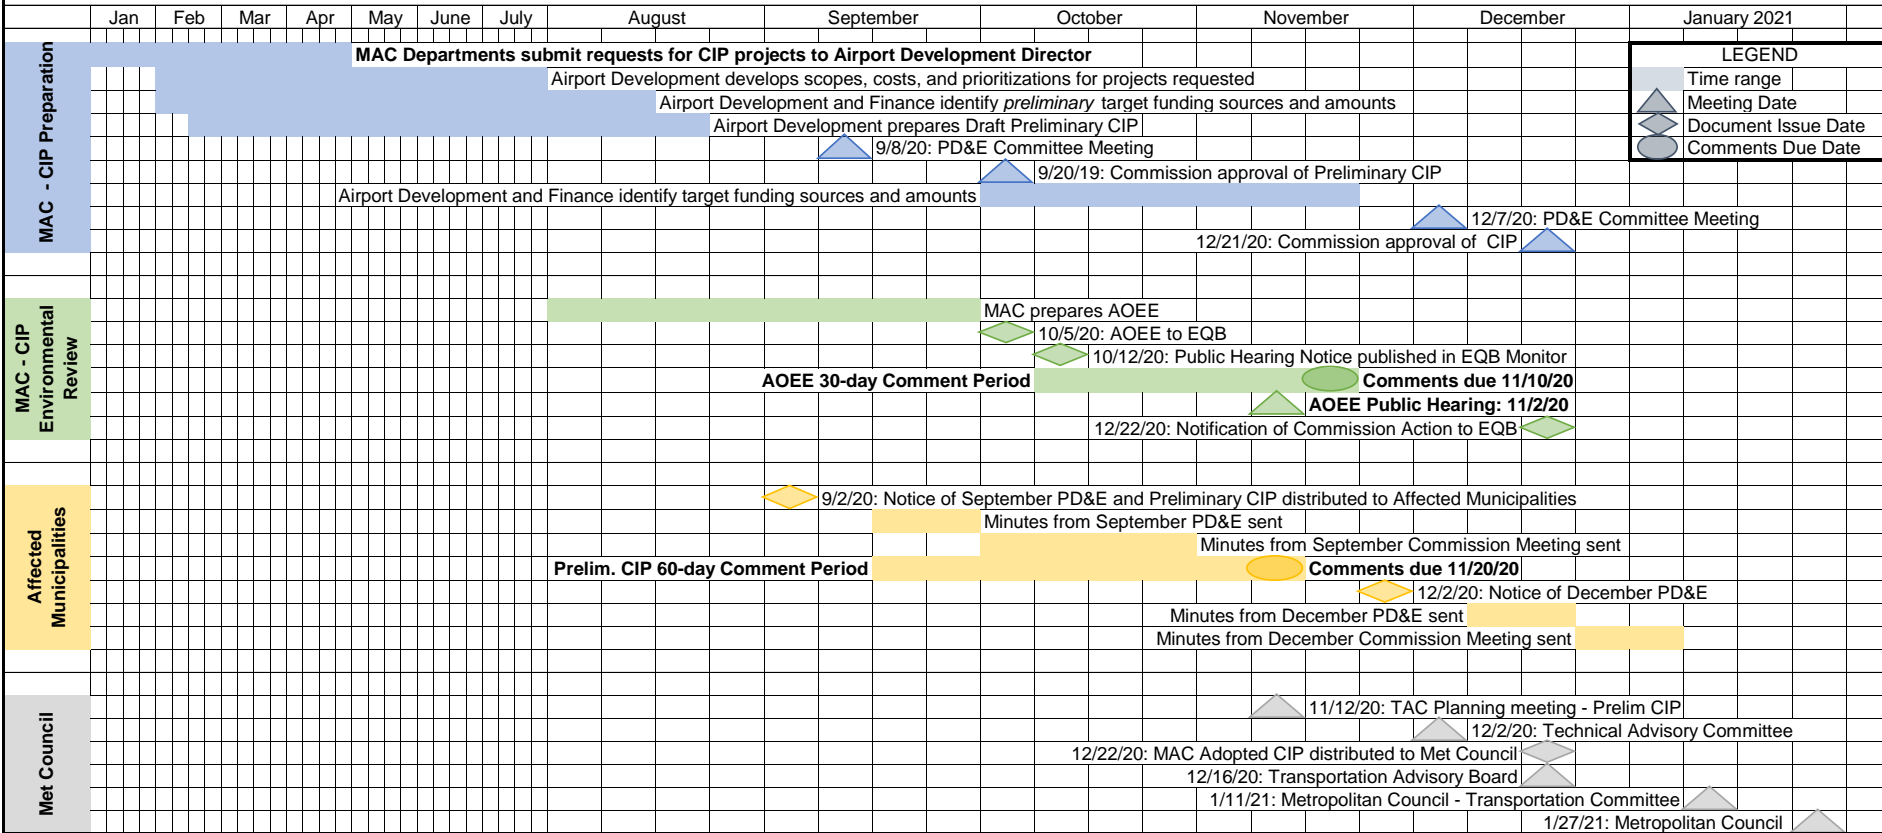 Jan Feb Mar Apr May June July August September October November December January 2021
LEGEND
Time range
Meeting Date
Document Issue Date
Comments Due Date
MAC - CIP Preparation
MAC Departments submit requests for CIP projects to Airport Development Director
Airport Development develops scopes, costs, and prioritizations for projects requested
Airport Development and Finance identify preliminary target funding sources and amounts
Airport Development prepares Draft Preliminary CIP
9/8/20: PD&E Committee Meeting
9/20/19: Commission approval of Preliminary CIP
Airport Development and Finance identify target funding sources and amounts
12/7/20: PD&E Committee Meeting
12/21/20: Commission approval of CIP
MAC - CIP
Environmental
Review
MAC prepares AOEE
10/5/20: AOEE to EQB
10/12/20: Public Hearing Notice published in EQB Monitor
AOEE 30-day Comment Period Comments due 11/10/20
AOEE Public Hearing: 11/2/20
12/22/20: Notification of Commission Action to EQB
Affected
Municipalities
9/2/20: Notice of September PD&E and Preliminary CIP distributed to Affected Municipalities
Minutes from September PD&E sent
Minutes from September Commission Meeting sent
Prelim. CIP 60-day Comment Period Comments due 11/20/20
12/2/20: Notice of December PD&E
Minutes from December PD&E sent
Minutes from December Commission Meeting sent
Met Council
11/12/20: TAC Planning meeting - Prelim CIP
12/2/20: Technical Advisory Committee
12/22/20: MAC Adopted CIP distributed to Met Council
12/16/20: Transportation Advisory Board
1/11/21: Metropolitan Council - Transportation Committee
1/27/21: Metropolitan Council